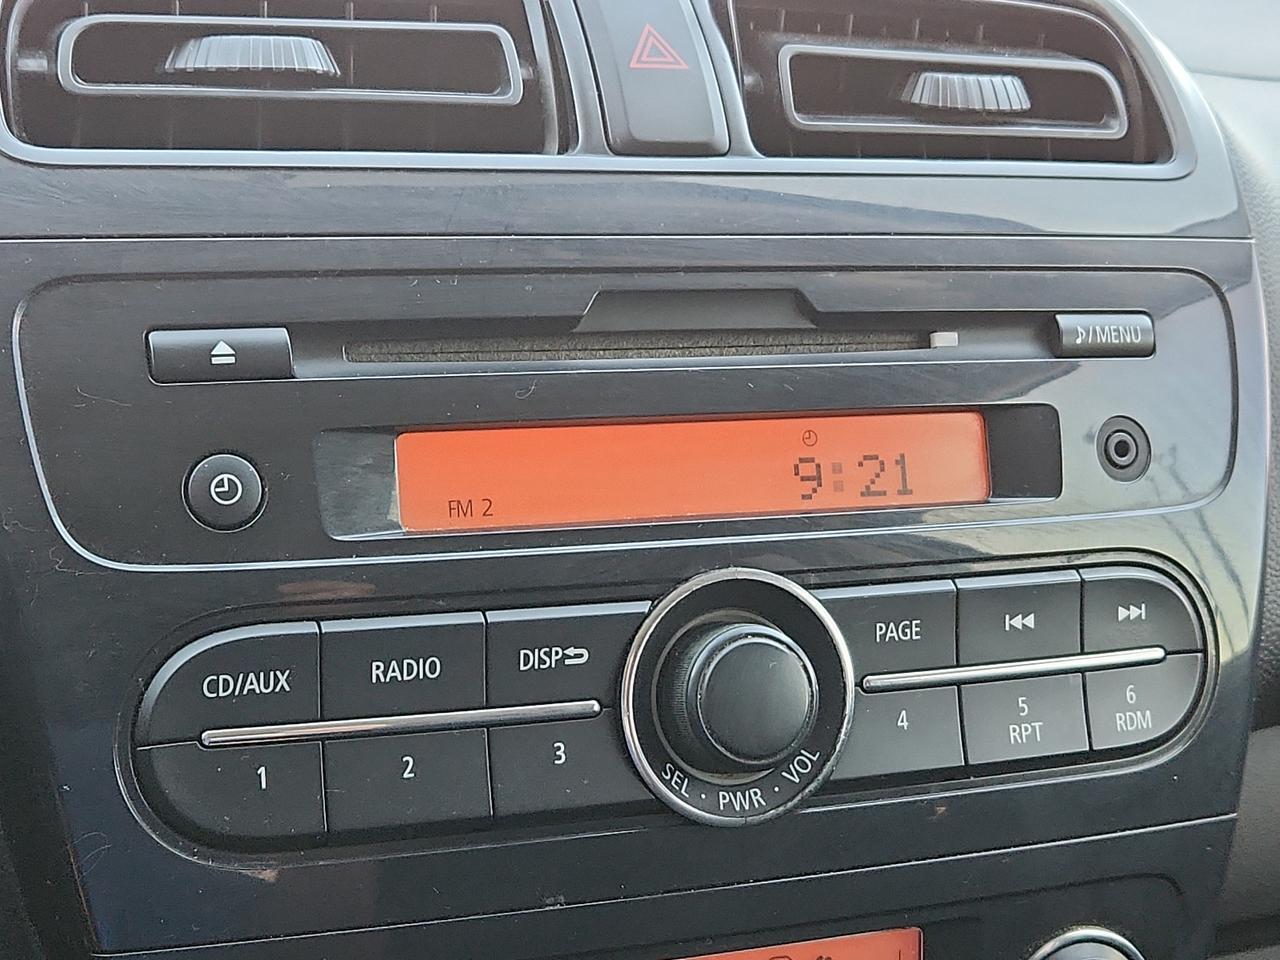 ♪/MENU
9:21
FM 2
CD/AUX
RADIO
DISP
PAGE
1
2
3
4
5
RPT
6
RDM
SEL · PWR · VOL